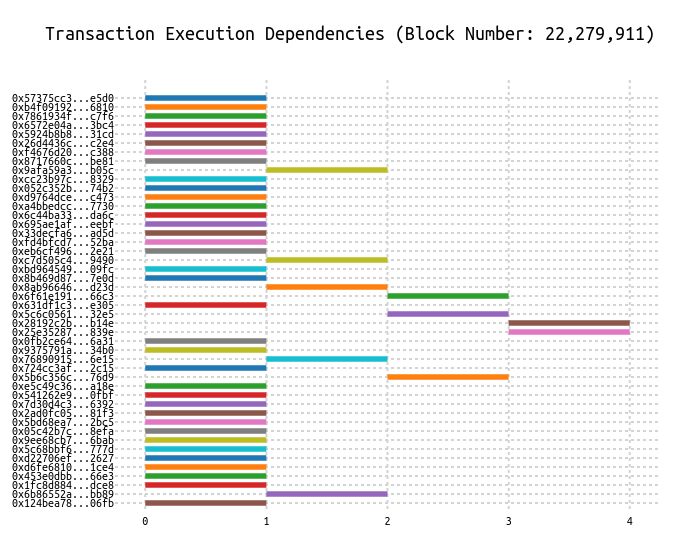 Transaction Execution Dependencies (Block Number: 22,279,911)
0x57375cc3...e5d0
0xb4f09192...6810
0x7861934f...c7f6
0x6572e04a...3bc4
0x5924b8b8...31cd
0x26d4436c...c2e4
0xf4676d20...c388
0x8717660c...be81
0x9afa59a3...b05c
0xcc23b97c...8329
0x052c352b...74b2
0xd9764dce...c473
0xa4bbedcc...7730
0x6c44ba33...da6c
0x695ae1af...eebf
0x33decfa6...ad5d
0xfd4bfcd7...52ba
0xeb6cf496...2e21
0xc7d505c4...9490
0xbd964549...09fc
0x8b469d87...7e0d
0x8ab96646...d23d
0x6f61e191...66c3
0x631df1c3...e305
0x5c6c0561...32e5
0x28192c2b...b14e
0x25e35287...839e
0x0fb2ce64...6a31
0x9375791a...34b0
0x76890915...6e15
0x724cc3af...2c15
0x5b6c356c...76d9
0xe5c49c36...a18e
0x541262e9...0fbf
0x7d30d4c3...6392
0x2ad0fc05...81f3
0x5bd68ea7...2bc5
0x05c42b7c...8efa
0x9ee68cb7...6bab
0x5c68bbf6...777d
0xd22706ef...2627
0xd6fe6810...1ce4
0x453e0dbb...66e3
0x1fc8d884...dce8
0x6b86552a...bb89
0x124bea78...06fb
0 1 2 3 4